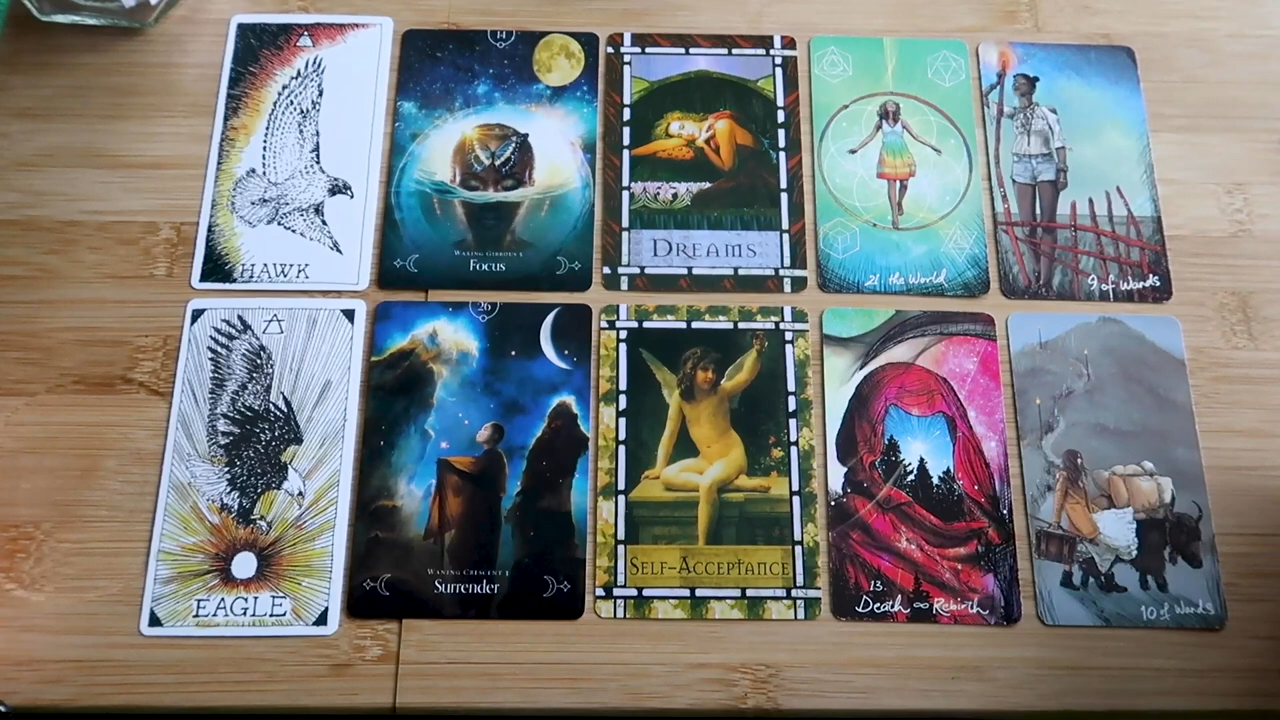 HAWK
14
WAXING GIBBOUS :
Focus
DREAMS
21 the World
9 of Wands
EAGLE
26
WANING CRESCENT :
Surrender
SELF-ACCEPTANCE
13.
Death ∞ Rebirth
10 of Wands